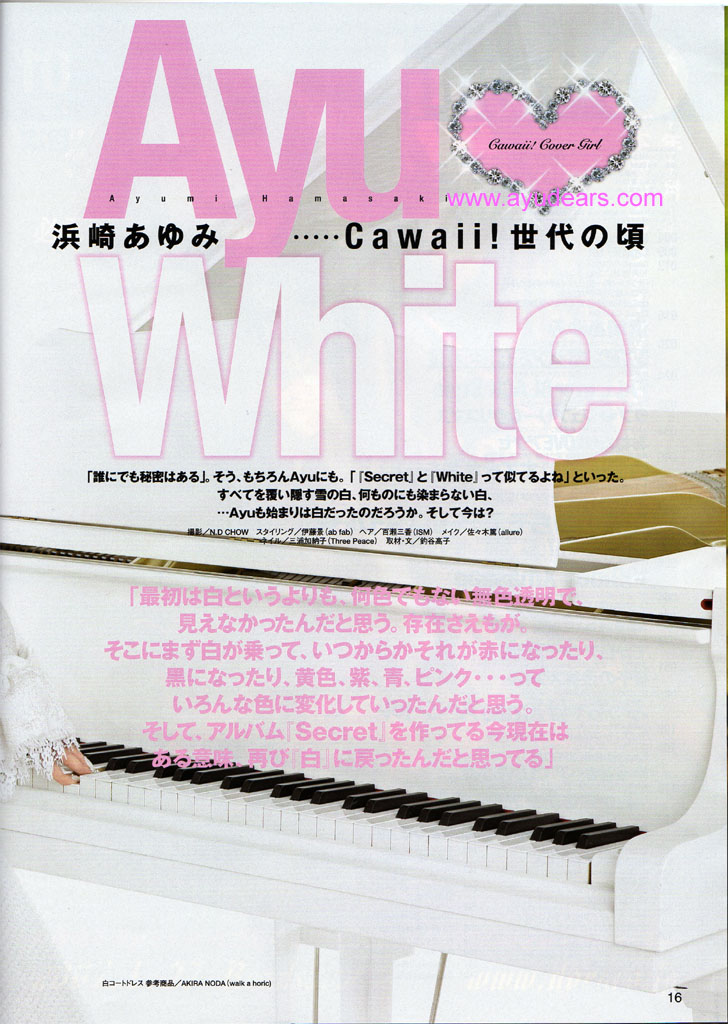 Ayu
Cawaii! Cover Girl
Ayumi Hamasaki
www.ayudears.com
浜崎あゆみ ‥‥‥Cawaii!世代の頃
White
「誰にでも秘密はある」。そう、もちろんAyuにも。「『Secret』と『White』って似てるよね」といった。
すべてを覆い隠す雪の白、何ものにも染まらない白、
…Ayuも始まりは白だったのだろうか。そして今は?
撮影/N.D CHOW スタイリング/伊藤景(ab fab) ヘア/百瀬三香(ISM) メイク/佐々木篤(allure)
ネイル/三浦加納子(Three Peace) 取材・文/釣谷高子
「最初は白というよりも、何色でもない無色透明で、
見えなかったんだと思う。存在さえもが。
そこにまず白が乗って、いつからかそれが赤になったり、
黒になったり、黄色、紫、青、ピンク・・・って
いろんな色に変化していったんだと思う。
そして、アルバム『Secret』を作ってる今現在は
ある意味、再び『白』に戻ったんだと思ってる」
白コートドレス 参考商品/AKIRA NODA(walk a horic)
16